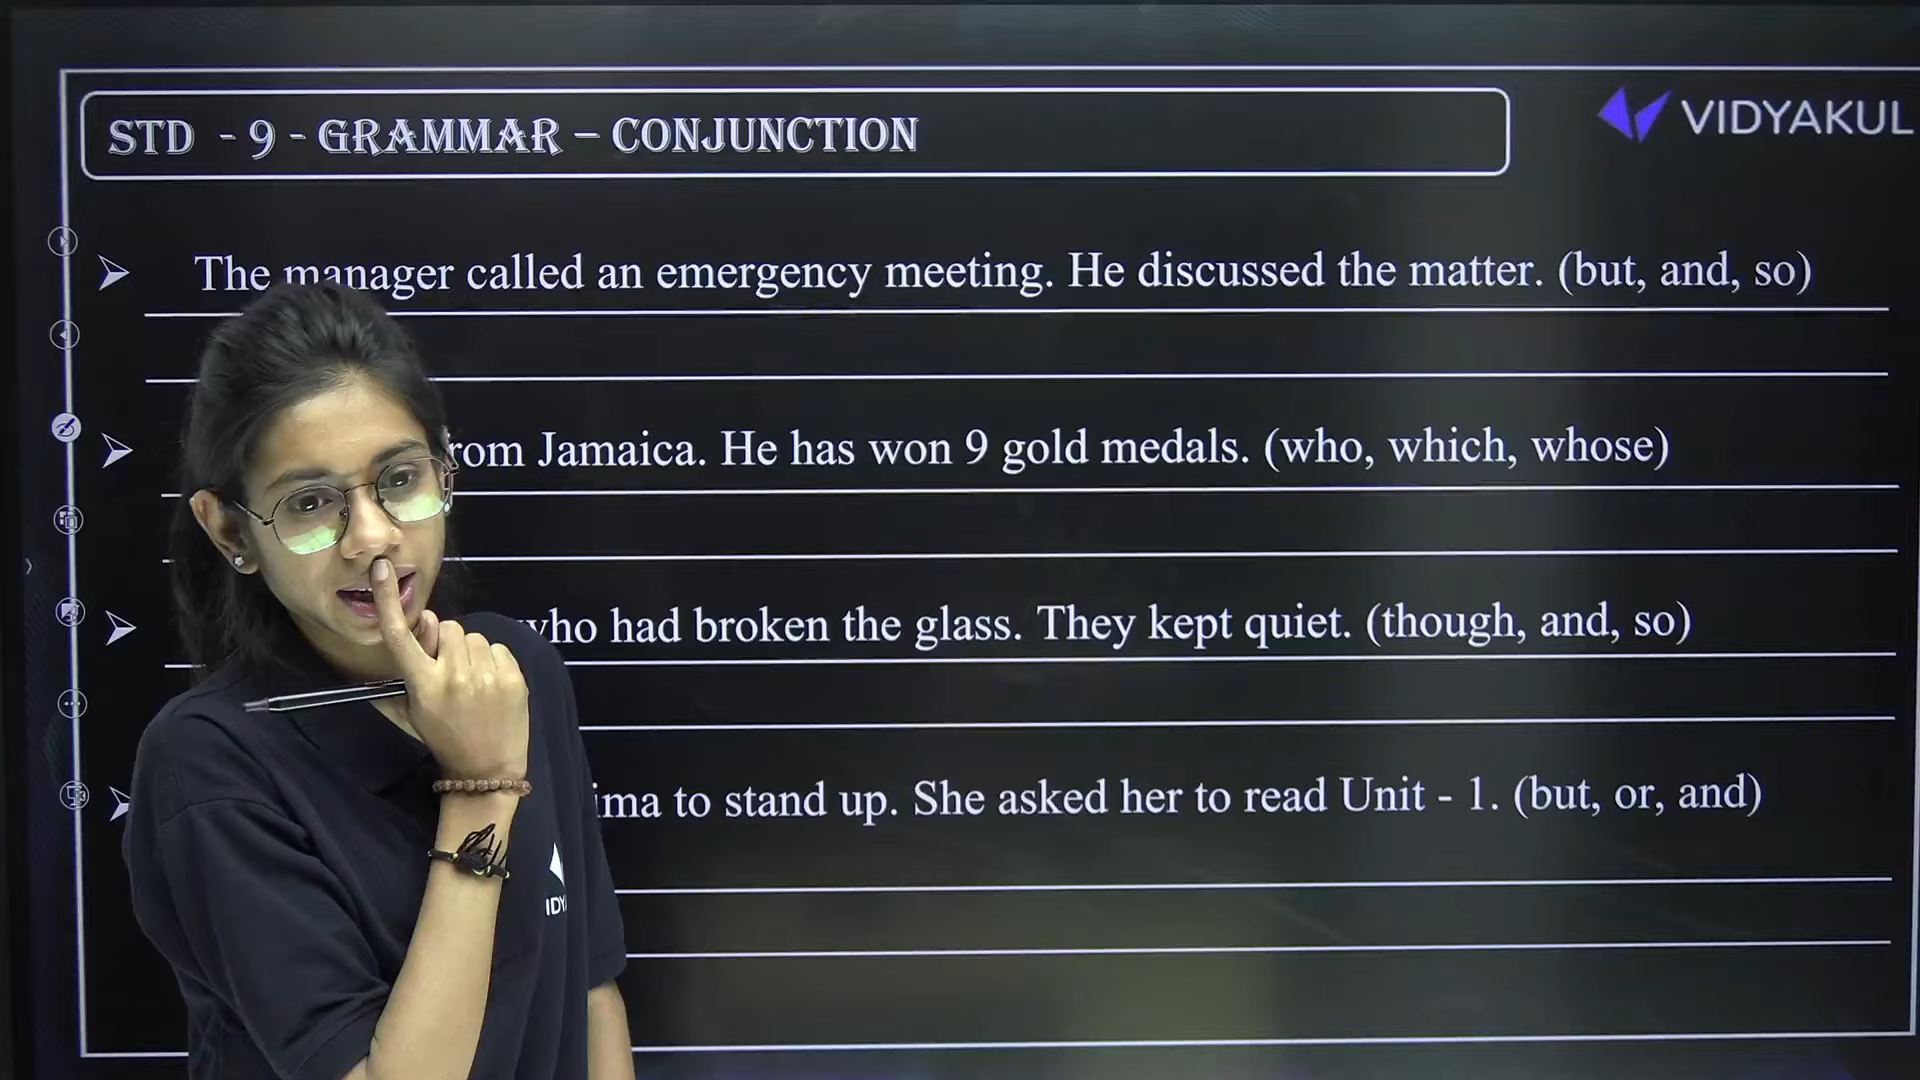 STD - 9 - GRAMMAR – CONJUNCTION
VIDYAKUL
The manager called an emergency meeting. He discussed the matter. (but, and, so)
Jamaica. He has won 9 gold medals. (who, which, whose)
who had broken the glass. They kept quiet. (though, and, so)
to stand up. She asked her to read Unit - 1. (but, or, and)